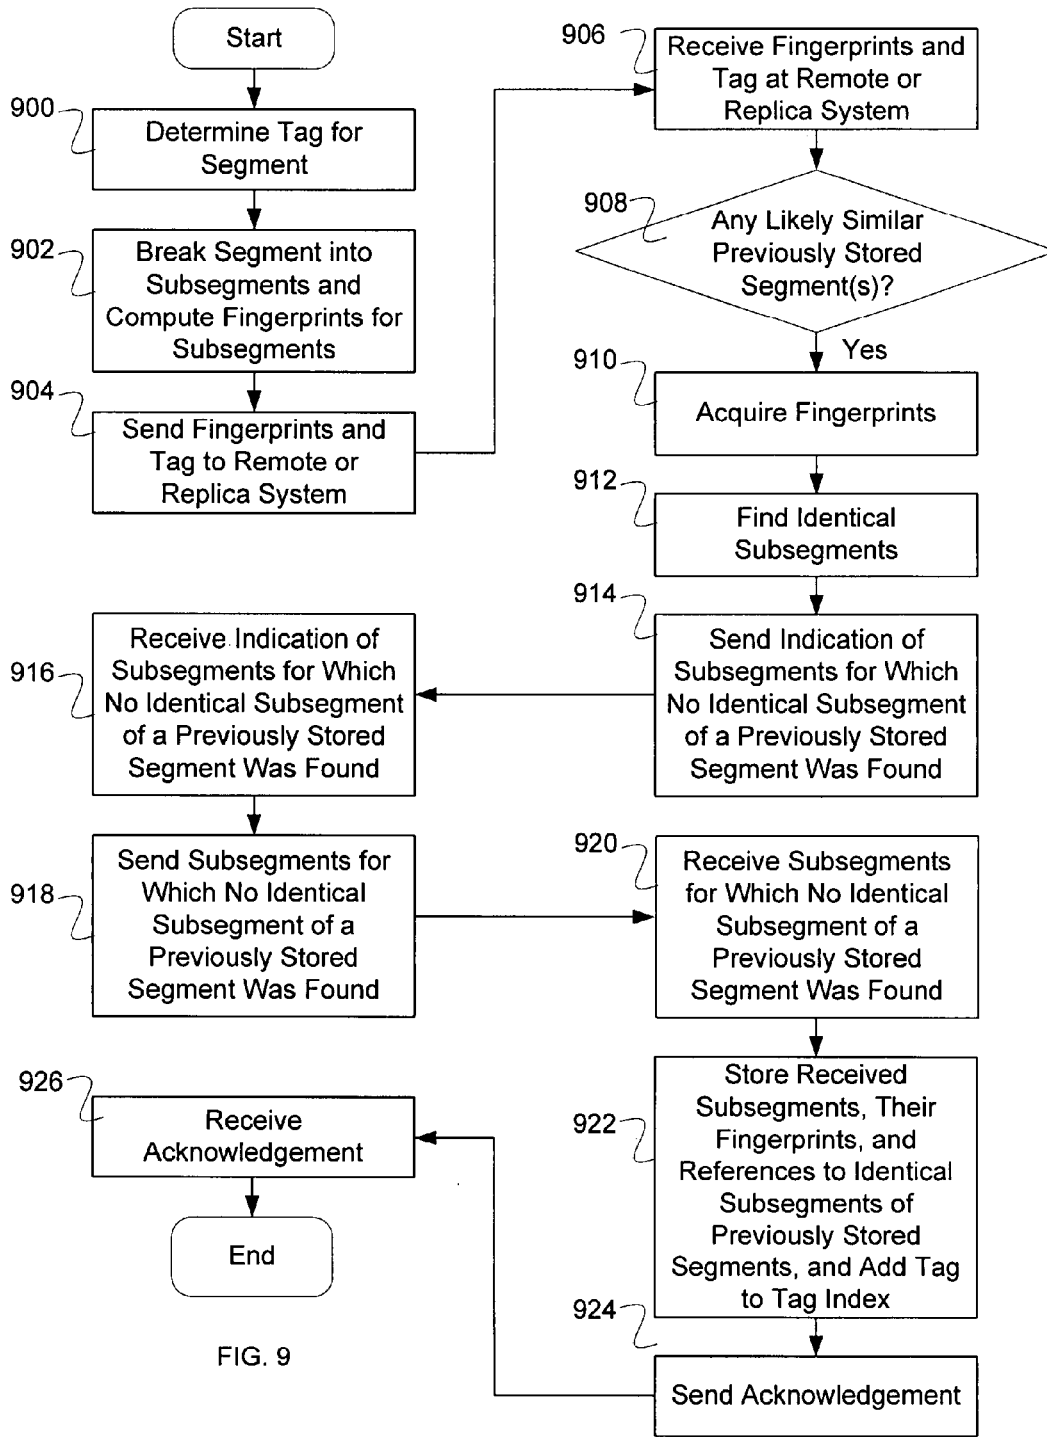 Start
900
Determine Tag for
Segment
902
Break Segment into
Subsegments and
Compute Fingerprints for
Subsegments
904
Send Fingerprints and
Tag to Remote or
Replica System
906
Receive Fingerprints and
Tag at Remote or
Replica System
908
Any Likely Similar
Previously Stored
Segment(s)?
Yes
910
Acquire Fingerprints
912
Find Identical
Subsegments
914
Send Indication of
Subsegments for Which
No Identical Subsegment
of a Previously Stored
Segment Was Found
916
Receive Indication of
Subsegments for Which
No Identical Subsegment
of a Previously Stored
Segment Was Found
918
Send Subsegments for
Which No Identical
Subsegment of a
Previously Stored
Segment Was Found
920
Receive Subsegments
for Which No Identical
Subsegment of a
Previously Stored
Segment Was Found
922
Store Received
Subsegments, Their
Fingerprints, and
References to Identical
Subsegments of
Previously Stored
Segments, and Add Tag
to Tag Index
924
Send Acknowledgement
926
Receive
Acknowledgement
End
FIG. 9